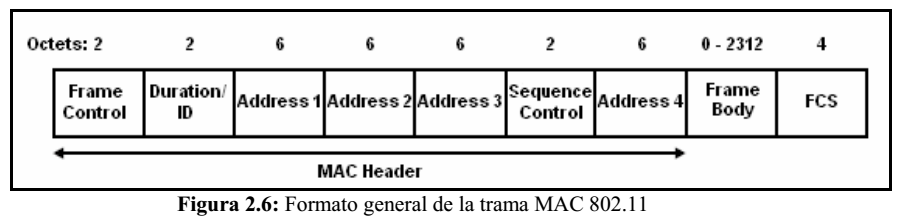 Octets: 2 2 6 6 6 2 6 0 - 2312 4
Frame Control
Duration/ ID
Address 1
Address 2
Address 3
Sequence Control
Address 4
Frame Body
FCS
MAC Header
Figura 2.6: Formato general de la trama MAC 802.11